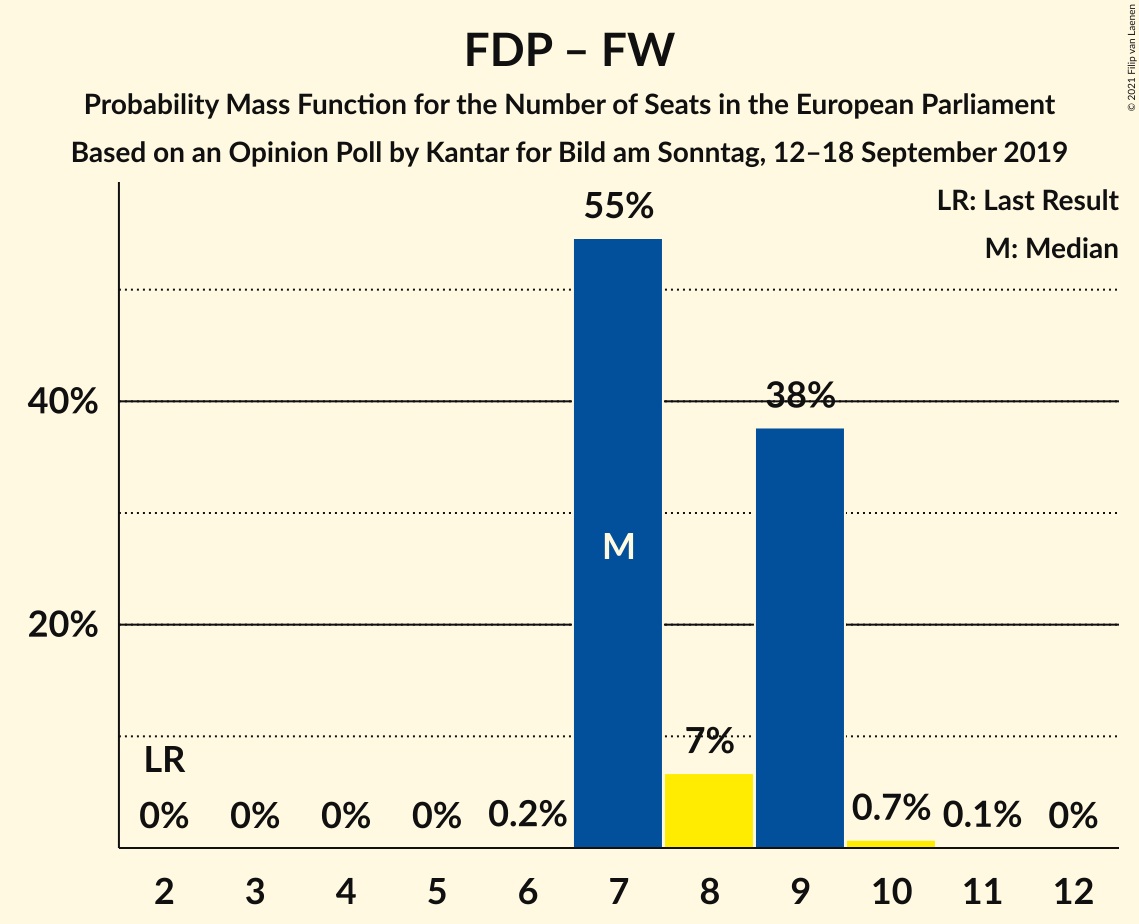 FDP – FW
Probability Mass Function for the Number of Seats in the European Parliament
Based on an Opinion Poll by Kantar for Bild am Sonntag, 12–18 September 2019
© 2021 Filip van Laenen
LR: Last Result
M: Median
55%
40%
38%
M
20%
7%
LR
0% 0% 0% 0% 0.2% 0.7% 0.1% 0%
2 3 4 5 6 7 8 9 10 11 12